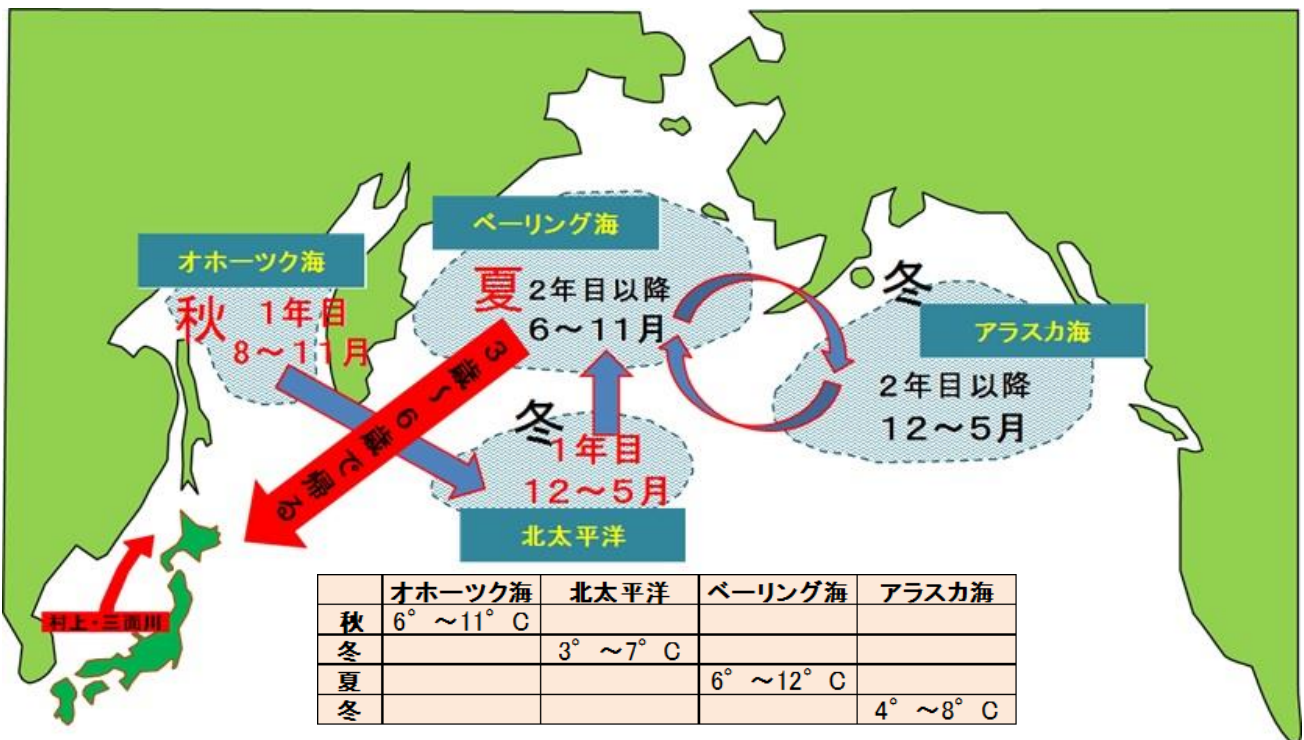 ベーリング海
オホーツク海
夏 2年目以降
6～11月
秋 1年目
8～11月
冬
アラスカ海
2年目以降
12～5月
3歳～6歳で帰る
冬
1年目
12～5月
北太平洋
村上・三面川
オホーツク海 北太平洋 ベーリング海 アラスカ海
秋 6° ～11° C
冬 3° ～7° C
夏 6° ～12° C
冬 4° ～8° C